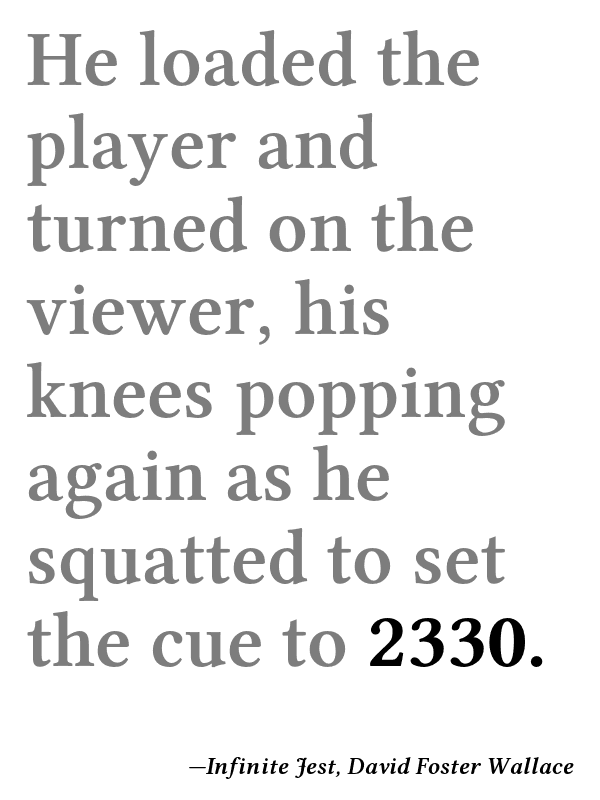 He loaded the
player and
turned on the
viewer, his
knees popping
again as he
squatted to set
the cue to 2330.
—Infinite Jest, David Foster Wallace